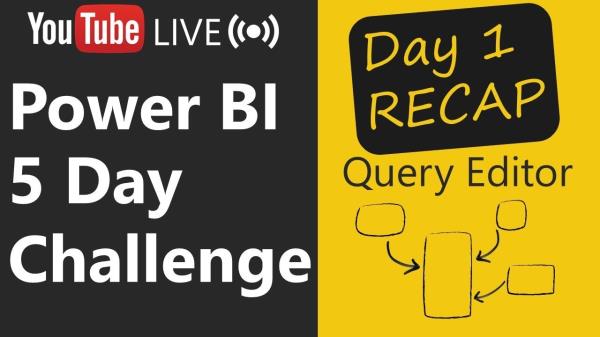 YouTube LIVE
Power BI
5 Day
Challenge
Day 1
RECAP
Query Editor